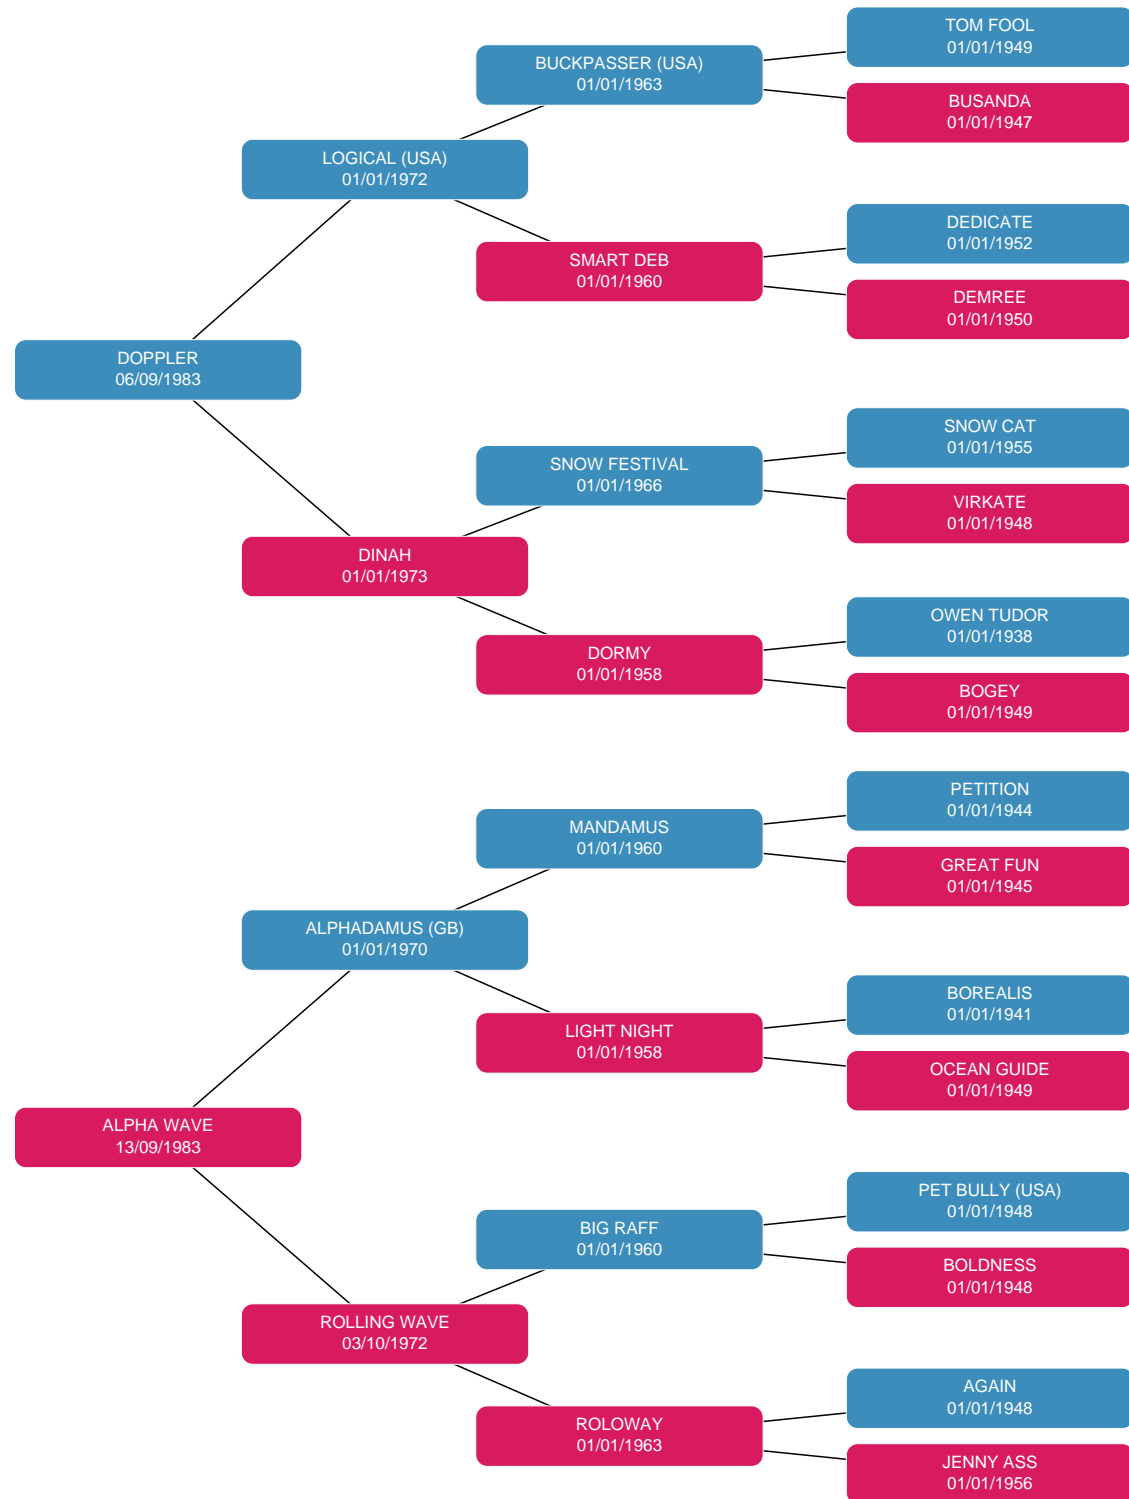 TOM FOOL
01/01/1949
BUCKPASSER (USA)
01/01/1963
BUSANDA
01/01/1947
LOGICAL (USA)
01/01/1972
DEDICATE
01/01/1952
SMART DEB
01/01/1960
DEMREE
01/01/1950
DOPPLER
06/09/1983
SNOW CAT
01/01/1955
SNOW FESTIVAL
01/01/1966
VIRKATE
01/01/1948
DINAH
01/01/1973
OWEN TUDOR
01/01/1938
DORMY
01/01/1958
BOGEY
01/01/1949
PETITION
01/01/1944
MANDAMUS
01/01/1960
GREAT FUN
01/01/1945
ALPHADAMUS (GB)
01/01/1970
BOREALIS
01/01/1941
LIGHT NIGHT
01/01/1958
OCEAN GUIDE
01/01/1949
ALPHA WAVE
13/09/1983
PET BULLY (USA)
01/01/1948
BIG RAFF
01/01/1960
BOLDNESS
01/01/1948
ROLLING WAVE
03/10/1972
AGAIN
01/01/1948
ROLOWAY
01/01/1963
JENNY ASS
01/01/1956